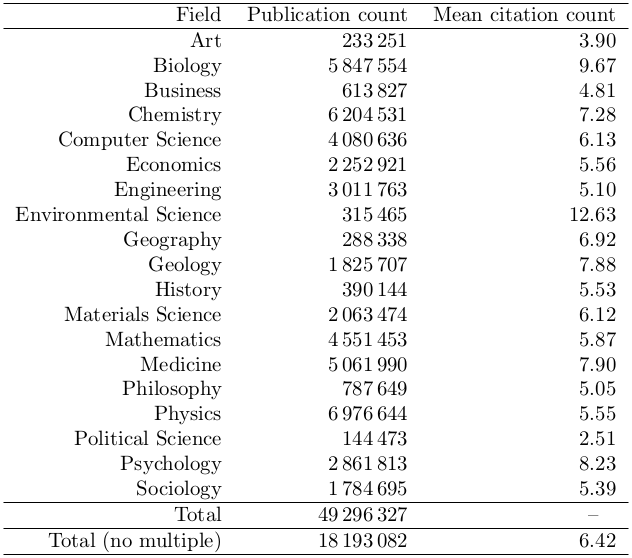 Field Publication count Mean citation count
Art 233 251 3.90
Biology 5 847 554 9.67
Business 613 827 4.81
Chemistry 6 204 531 7.28
Computer Science 4 080 636 6.13
Economics 2 252 921 5.56
Engineering 3 011 763 5.10
Environmental Science 315 465 12.63
Geography 288 338 6.92
Geology 1 825 707 7.88
History 390 144 5.53
Materials Science 2 063 474 6.12
Mathematics 4 551 453 5.87
Medicine 5 061 990 7.90
Philosophy 787 649 5.05
Physics 6 976 644 5.55
Political Science 144 473 2.51
Psychology 2 861 813 8.23
Sociology 1 784 695 5.39
Total 49 296 327 –
Total (no multiple) 18 193 082 6.42